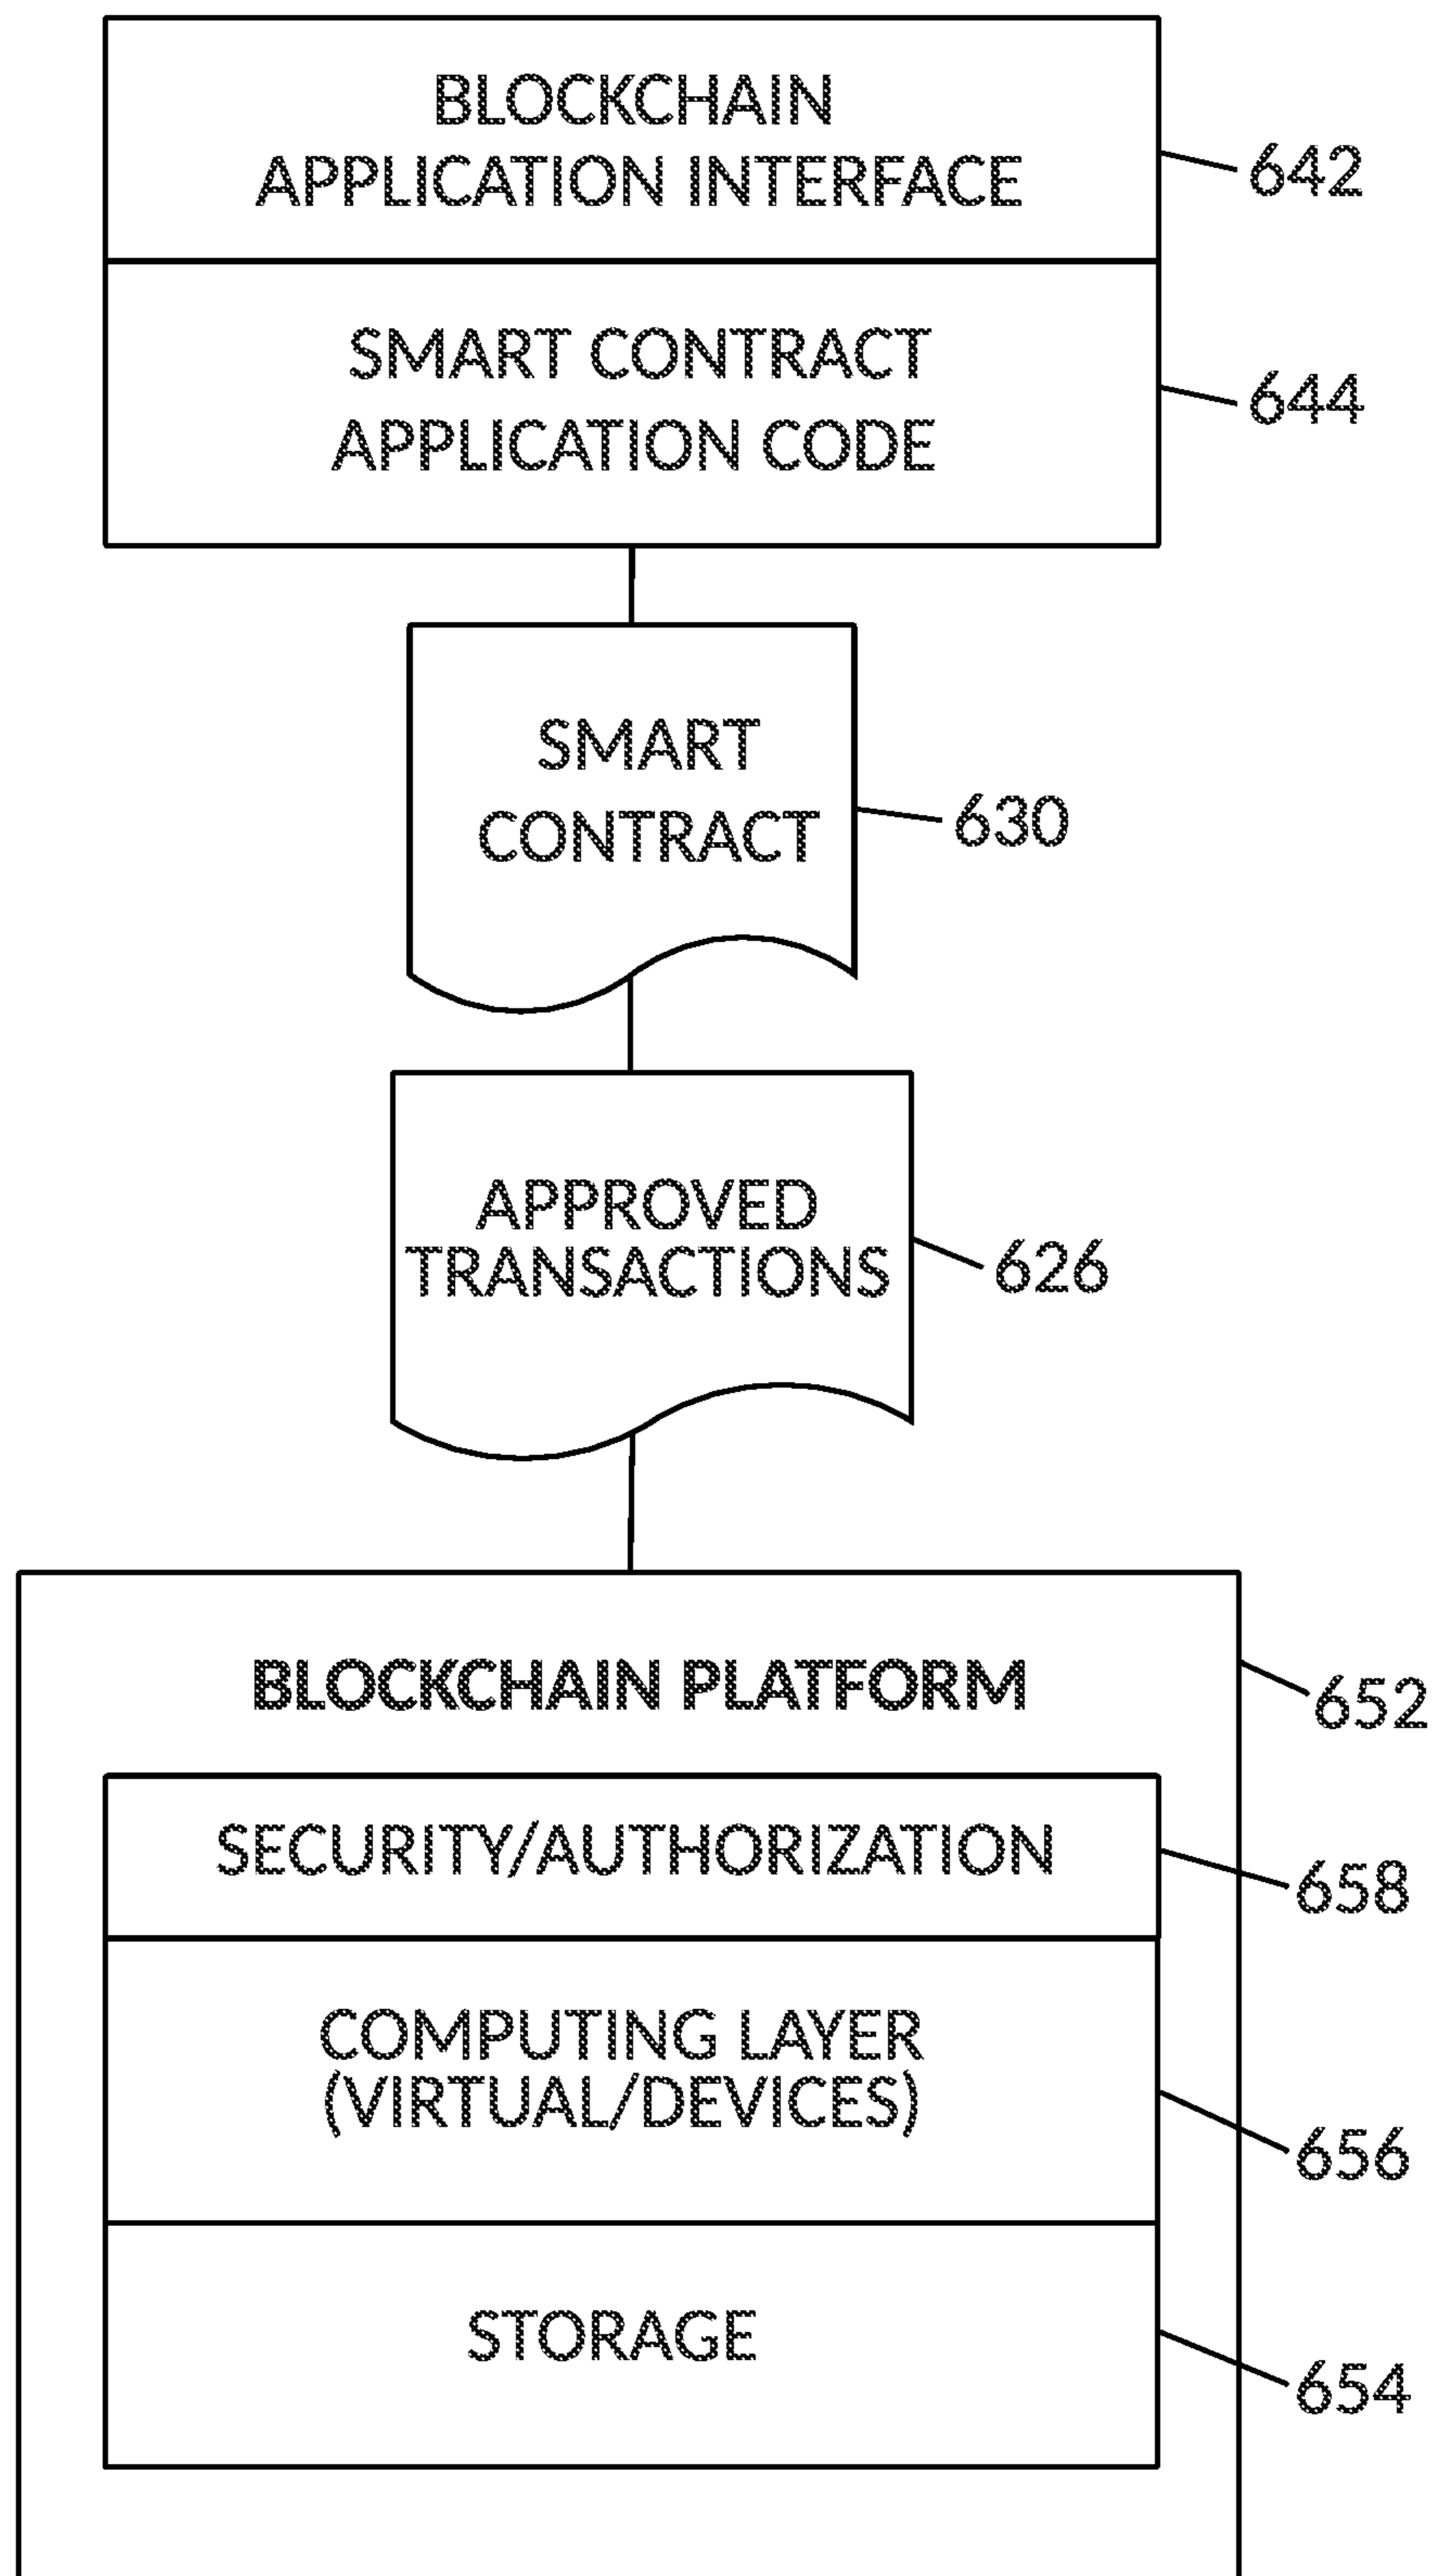 BLOCKCHAIN
APPLICATION INTERFACE
642
SMART CONTRACT
APPLICATION CODE
644
SMART
CONTRACT
630
APPROVED
TRANSACTIONS
626
BLOCKCHAIN PLATFORM
652
SECURITY/AUTHORIZATION
658
COMPUTING LAYER
(VIRTUAL/DEVICES)
656
STORAGE
654